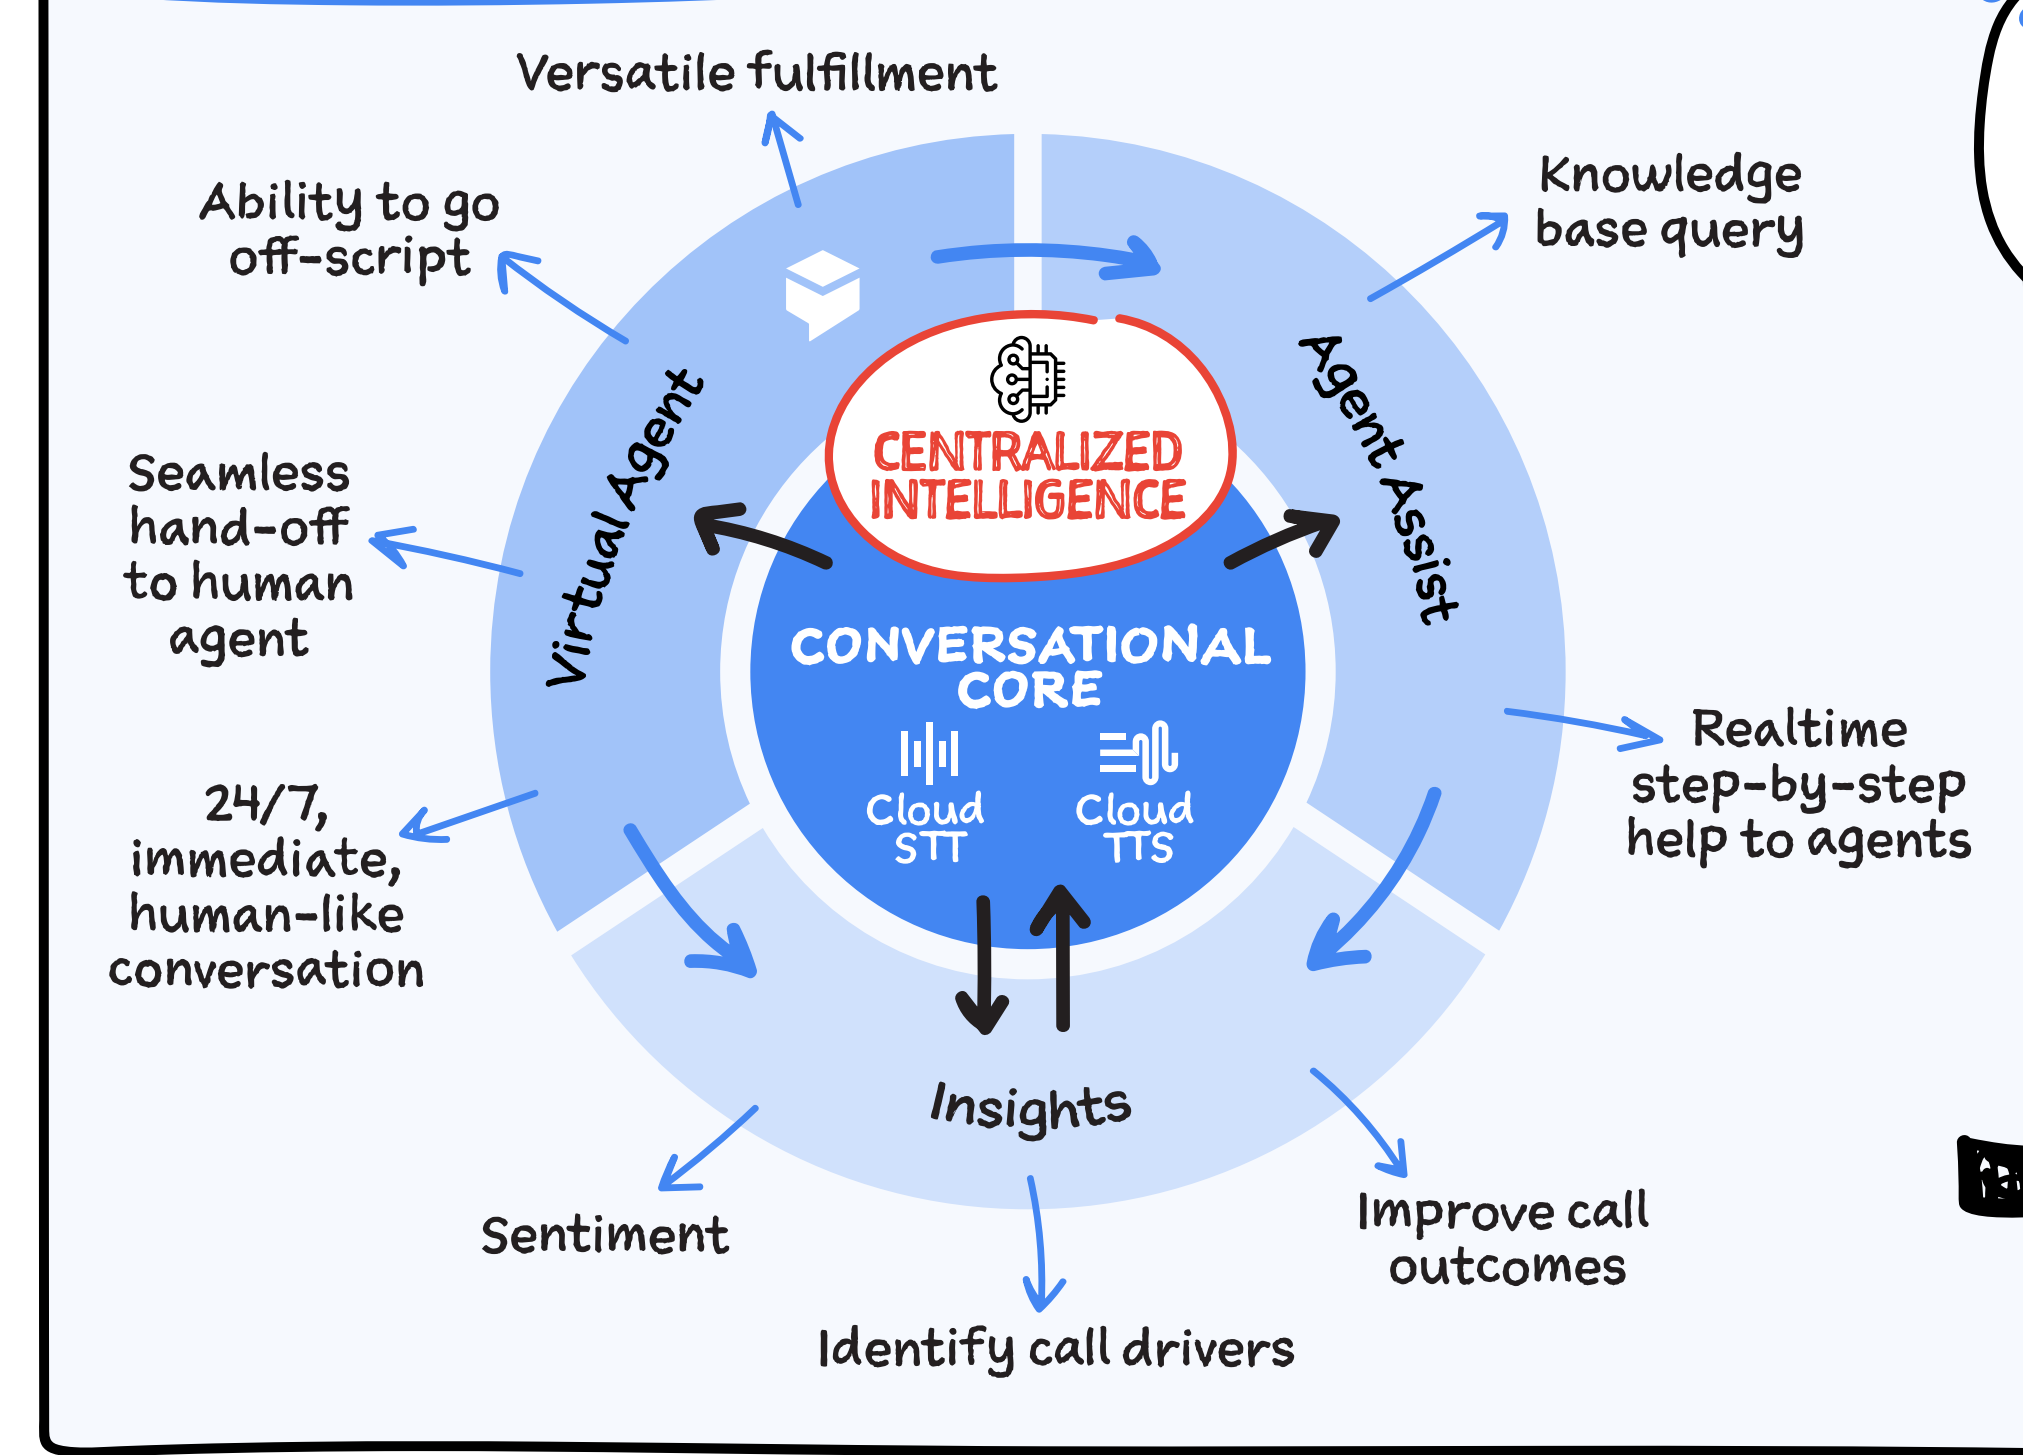 Versatile fulfillment
Ability to go
off-script
Knowledge
base query
Virtual Agent
Agent Assist
CENTRALIZED
INTELLIGENCE
Seamless
hand-off
to human
agent
CONVERSATIONAL
CORE
Cloud
STT
Cloud
TTS
Realtime
step-by-step
help to agents
24/7,
immediate,
human-like
conversation
Insights
Sentiment
Improve call
outcomes
Identify call drivers